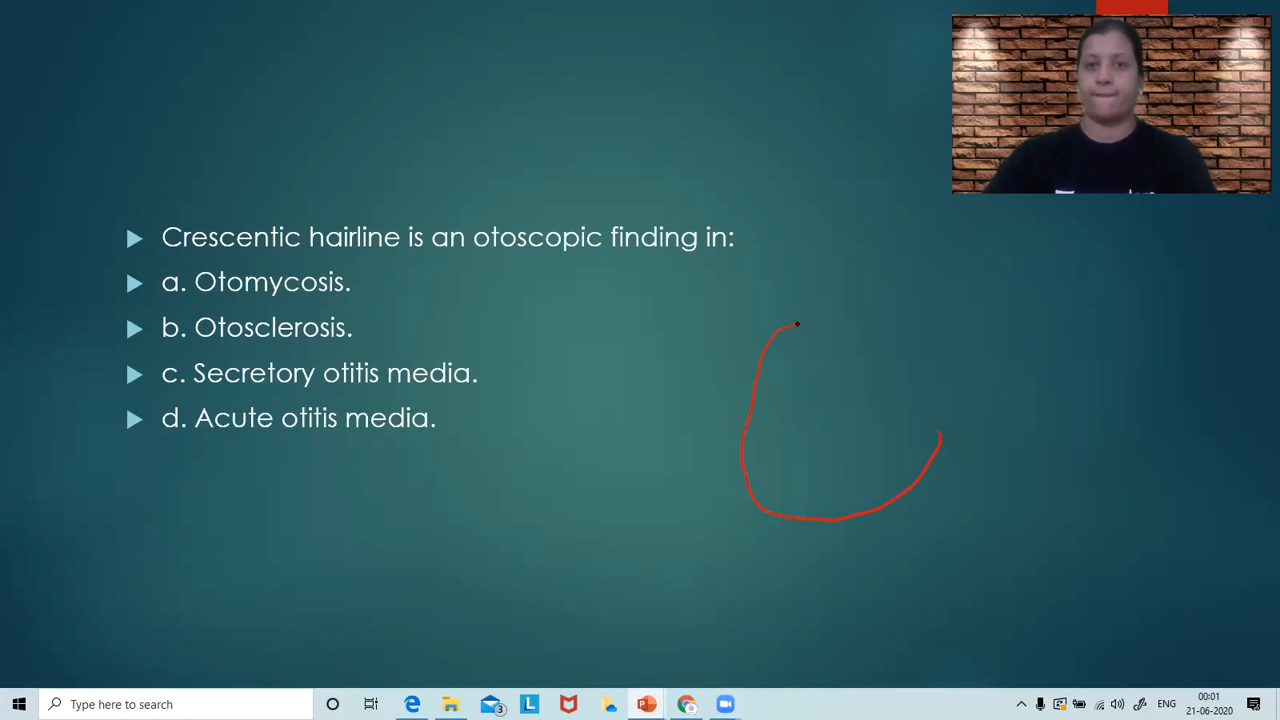 Crescentic hairline is an otoscopic finding in:
a. Otomycosis.
b. Otosclerosis.
c. Secretory otitis media.
d. Acute otitis media.
Type here to search
3
ENG
00:01
21-06-2020